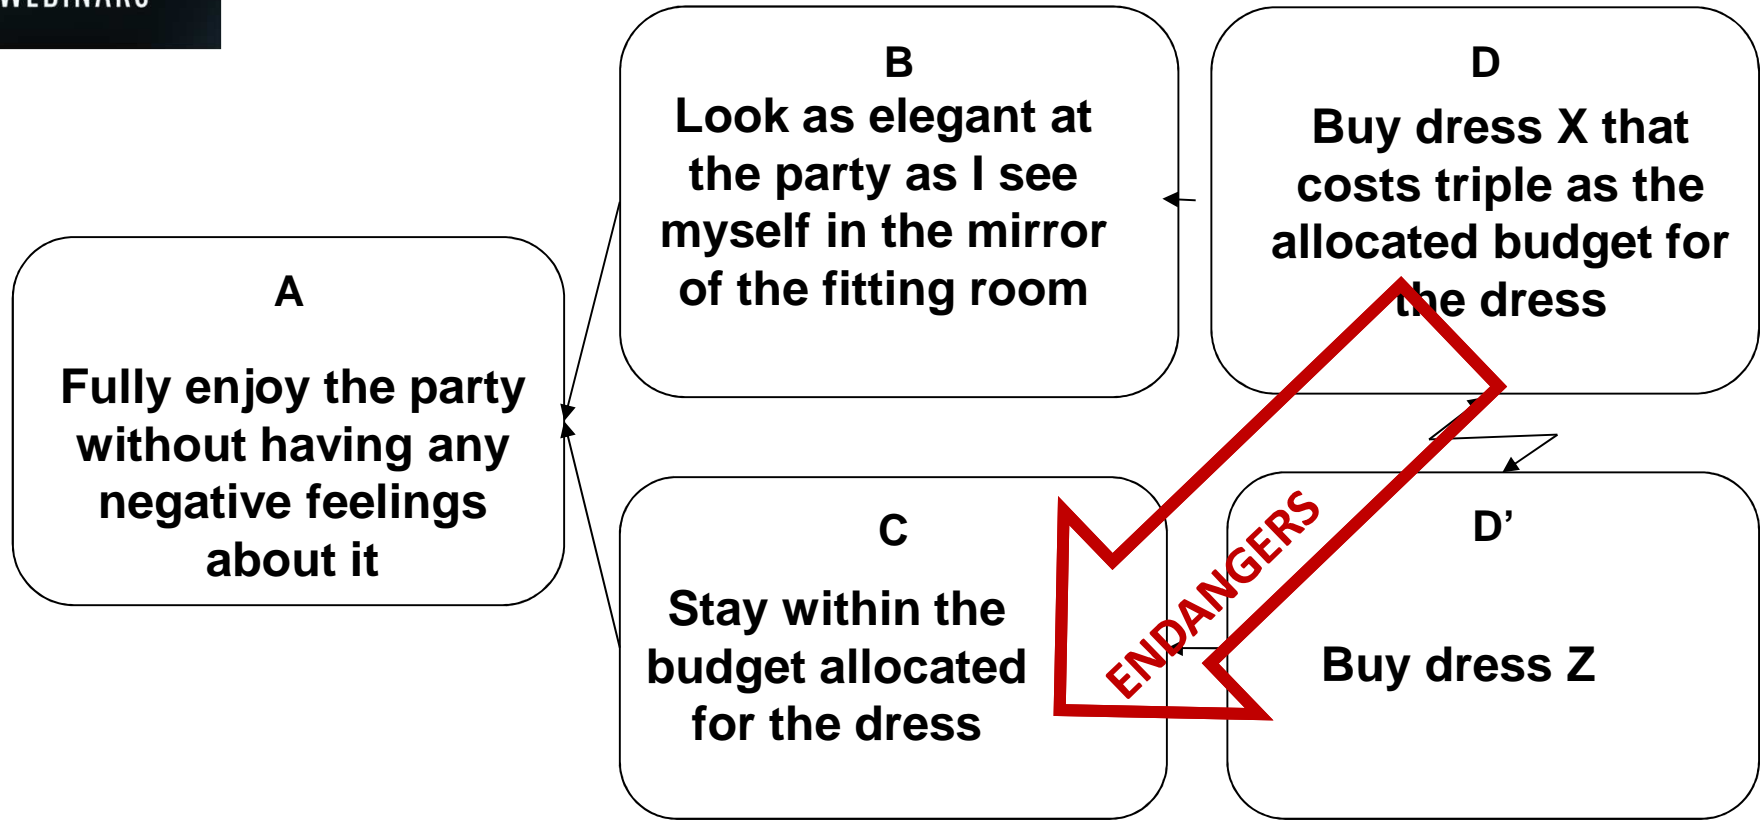 WEBINARS
B
Look as elegant at
the party as I see
myself in the mirror
of the fitting room
D
Buy dress X that
costs triple as the
allocated budget for
the dress
A
Fully enjoy the party
without having any
negative feelings
about it
C
Stay within the
budget allocated
for the dress
ENDANGERS
D’
Buy dress Z